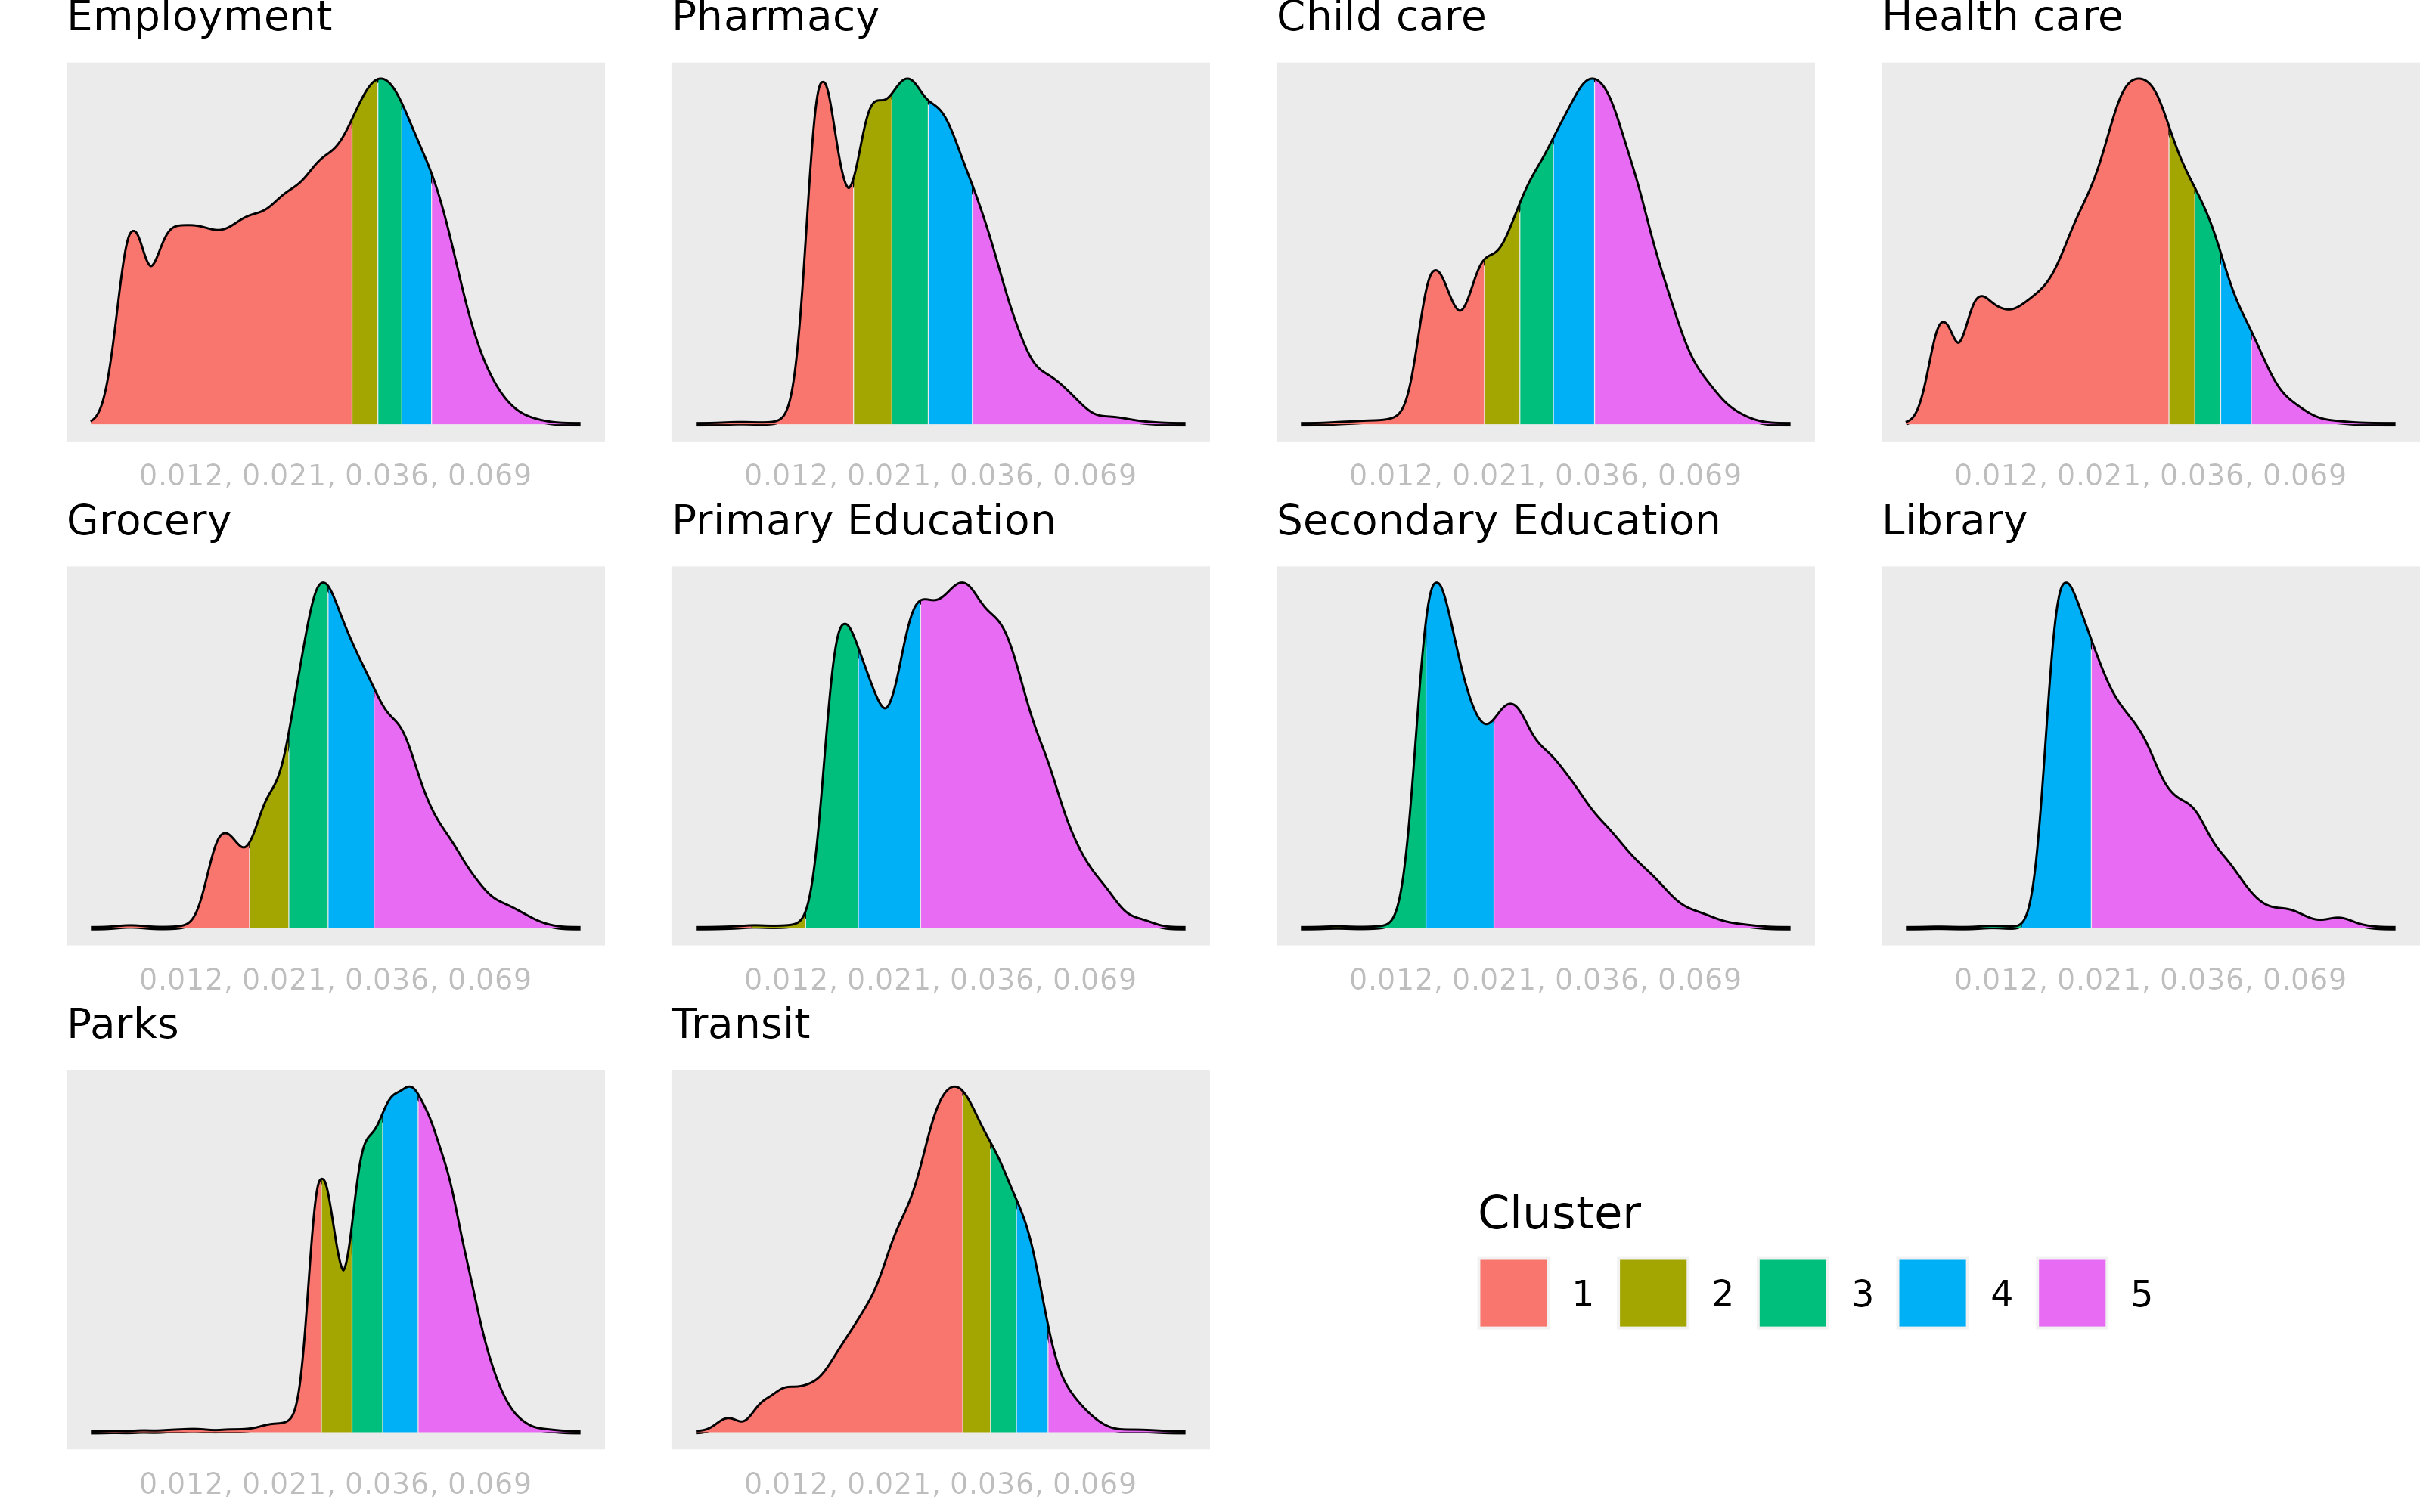 Employment
Pharmacy
Child care
Health care
0.012, 0.021, 0.036, 0.069
0.012, 0.021, 0.036, 0.069
0.012, 0.021, 0.036, 0.069
0.012, 0.021, 0.036, 0.069
Grocery
Primary Education
Secondary Education
Library
0.012, 0.021, 0.036, 0.069
0.012, 0.021, 0.036, 0.069
0.012, 0.021, 0.036, 0.069
0.012, 0.021, 0.036, 0.069
Parks
Transit
Cluster
1
2
3
4
5
0.012, 0.021, 0.036, 0.069
0.012, 0.021, 0.036, 0.069